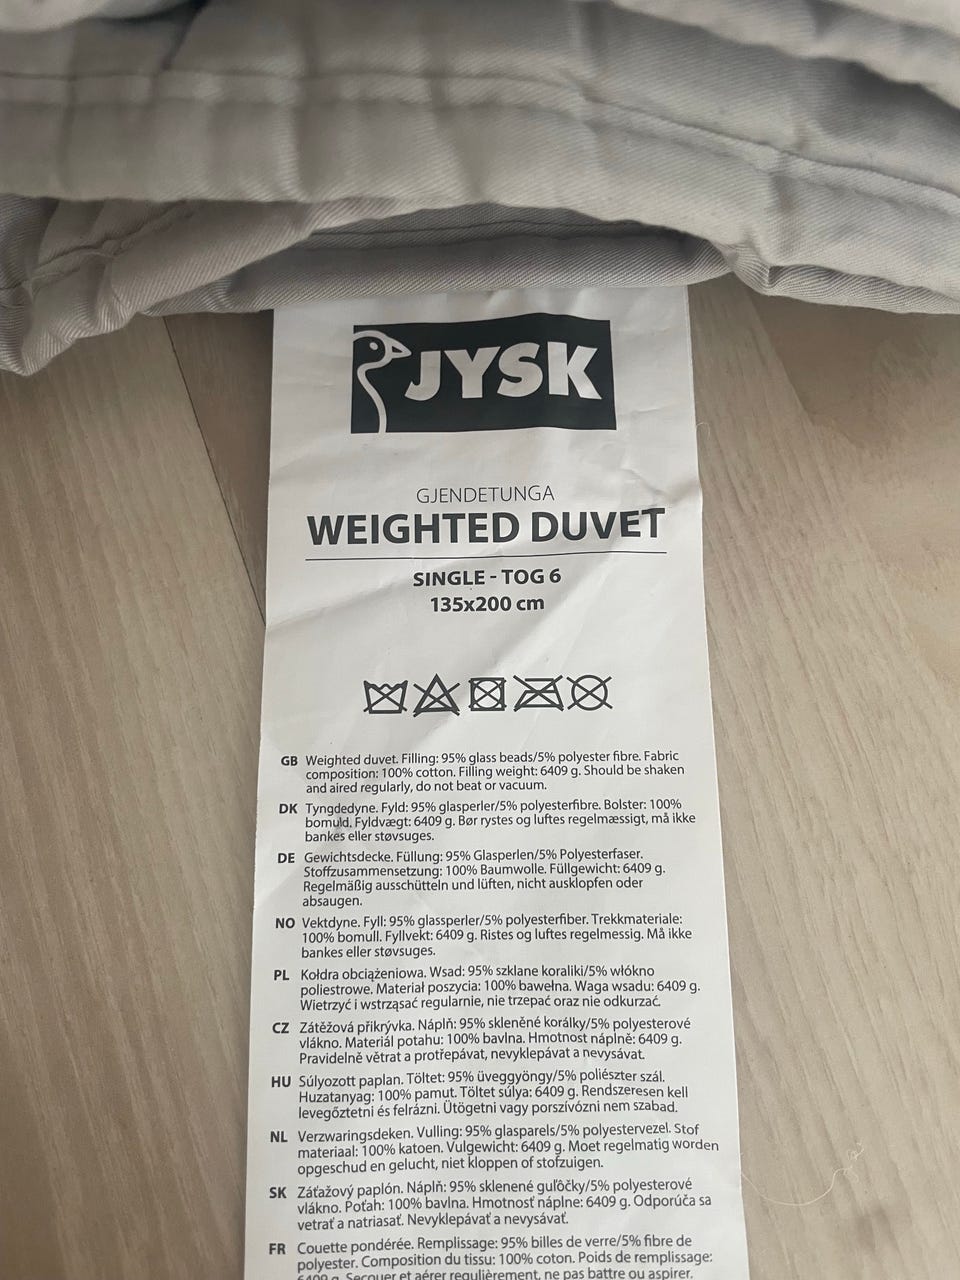 JYSK
GJENDETUNGA
WEIGHTED DUVET
SINGLE - TOG 6
135x200 cm
GB Weighted duvet. Filling: 95% glass beads/5% polyester fibre. Fabric
composition: 100% cotton. Filling weight: 6409 g. Should be shaken
and aired regularly, do not beat or vacuum.
DK Tyngdedyne. Fyld: 95% glasperler/5% polyesterfibre. Bolster: 100%
bomuld. Fyldvægt: 6409 g. Bør rystes og luftes regelmæssigt, må ikke
bankes eller støvsuges.
DE Gewichtsdecke. Füllung: 95% Glasperlen/5% Polyesterfaser.
Stoffzusammensetzung: 100% Baumwolle. Füllgewicht: 6409 g.
Regelmäßig ausschütteln und lüften, nicht ausklopfen oder
absaugen.
NO Vektdyne. Fyll: 95% glassperler/5% polyesterfiber. Trekkmateriale:
100% bomull. Fyllvekt: 6409 g. Ristes og luftes regelmessig. Må ikke
bankes eller støvsuges.
PL Kołdra obciążeniowa. Wsad: 95% szklane koraliki/5% włókno
poliestrowe. Materiał poszycia: 100% bawełna. Waga wsadu: 6409 g.
Wietrzyć i wstrząsać regularnie, nie trzepać oraz nie odkurzać.
CZ Zátěžová přikrývka. Náplň: 95% skleněné korálky/5% polyesterové
vlákno. Materiál potahu: 100% bavlna. Hmotnost náplně: 6409 g.
Pravidelně větrat a protřepávat, nevyklepávat a nevysávat.
HU Súlyozott paplan. Töltet: 95% üveggyöngy/5% poliészter szál.
Huzatanyag: 100% pamut. Töltet súlya: 6409 g. Rendszeresen kell
levegőztetni és felrázni. Ütögetni vagy porszívózni nem szabad.
NL Verzwaringsdeken. Vulling: 95% glasparels/5% polyestervezel. Stof
materiaal: 100% katoen. Vulgewicht: 6409 g. Moet regelmatig worden
opgeschud en gelucht, niet kloppen of stofzuigen.
SK Záťažový paplón. Náplň: 95% sklenené guľôčky/5% polyesterové
vlákno. Poťah: 100% bavlna. Hmotnosť náplne: 6409 g. Odporúča sa
vetrať a natriasať. Nevyklepávať a nevysávať.
FR Couette pondérée. Remplissage: 95% billes de verre/5% fibre de
polyester. Composition du tissu: 100% coton. Poids de remplissage:
6409 g. Secouer et aérer regulièrement, ne pas battre ou aspirer.